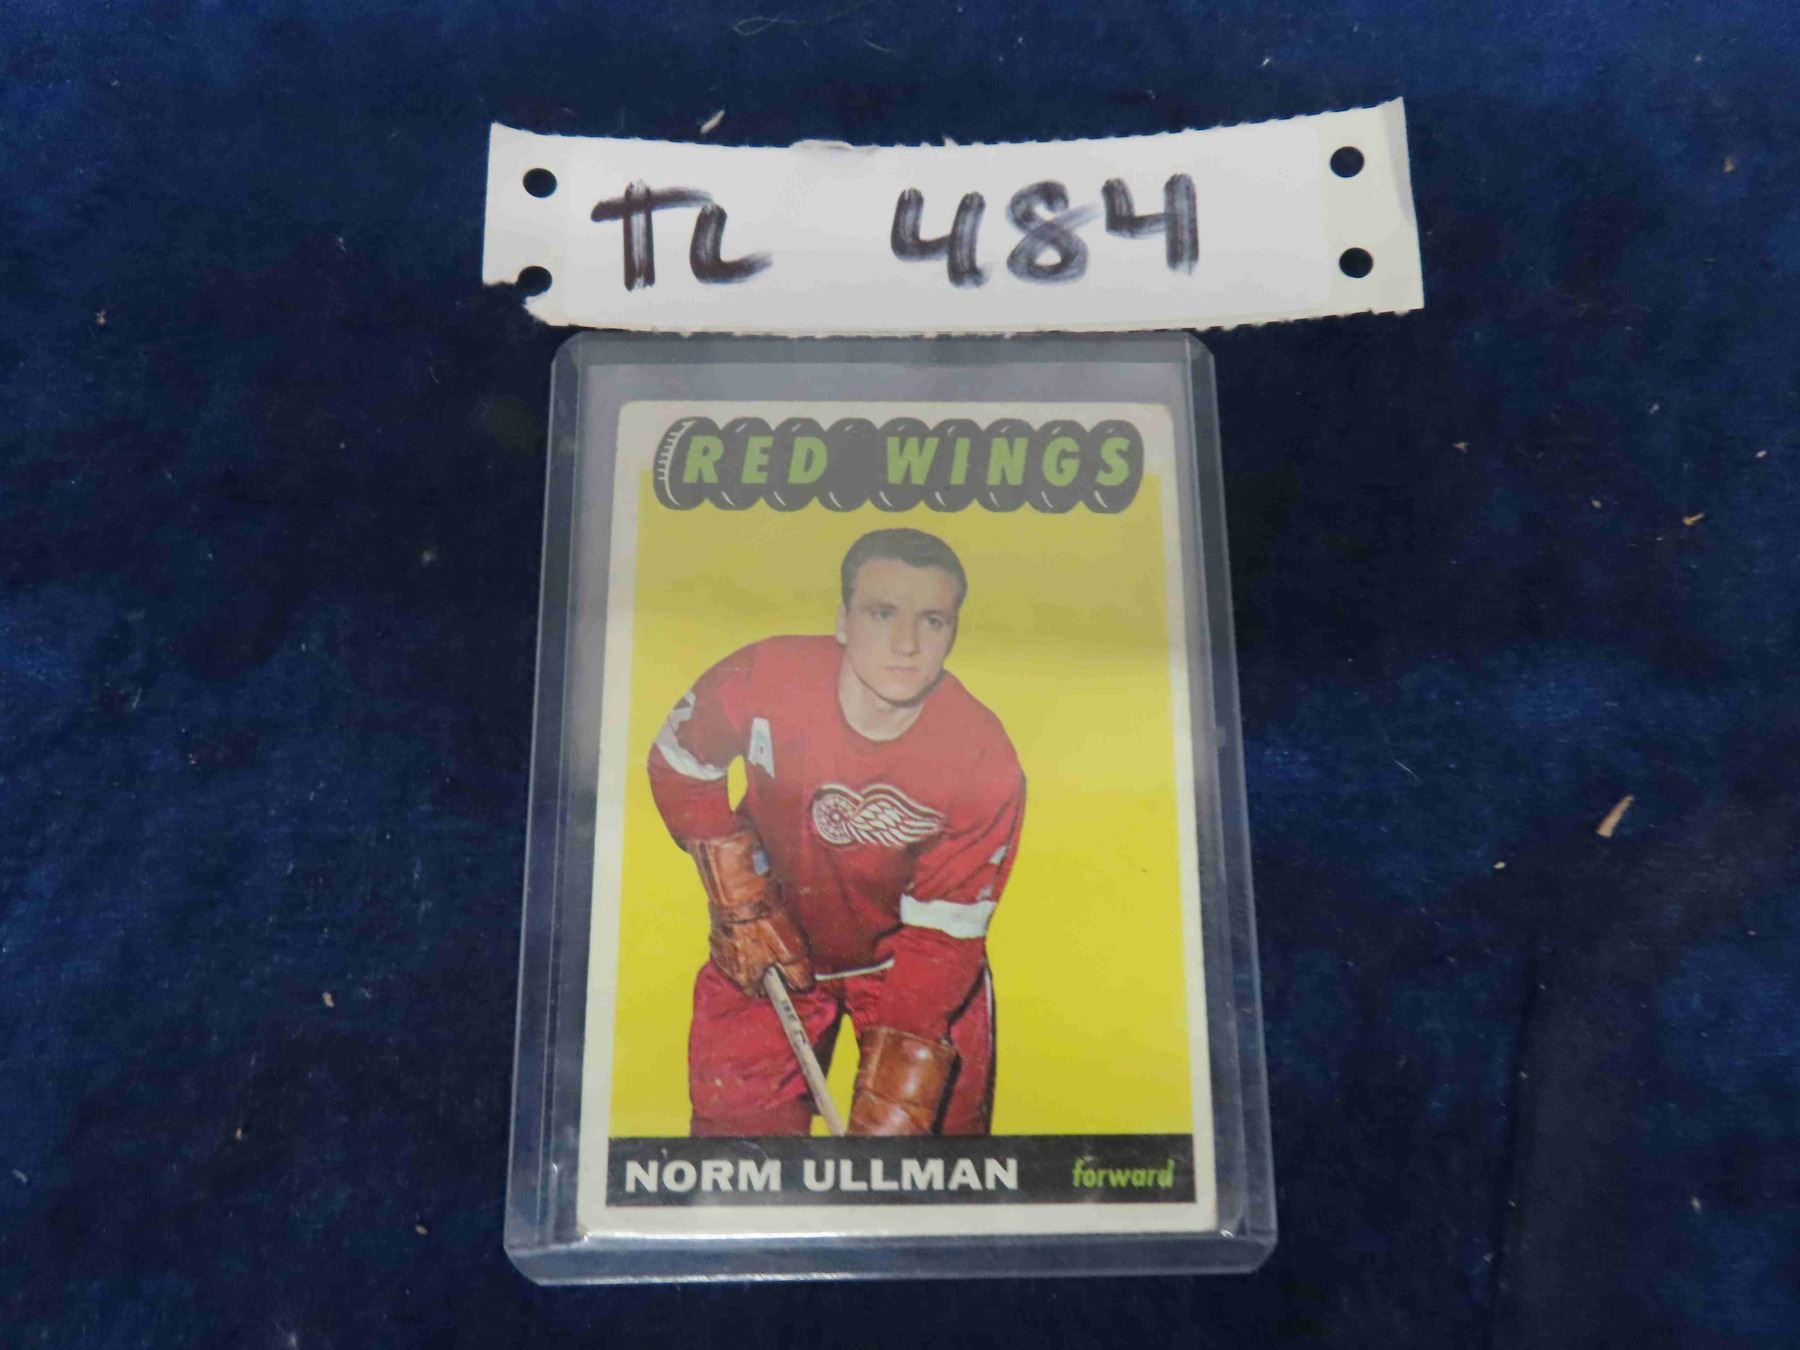 TL 484
RED WINGS
A
NORM ULLMAN forward